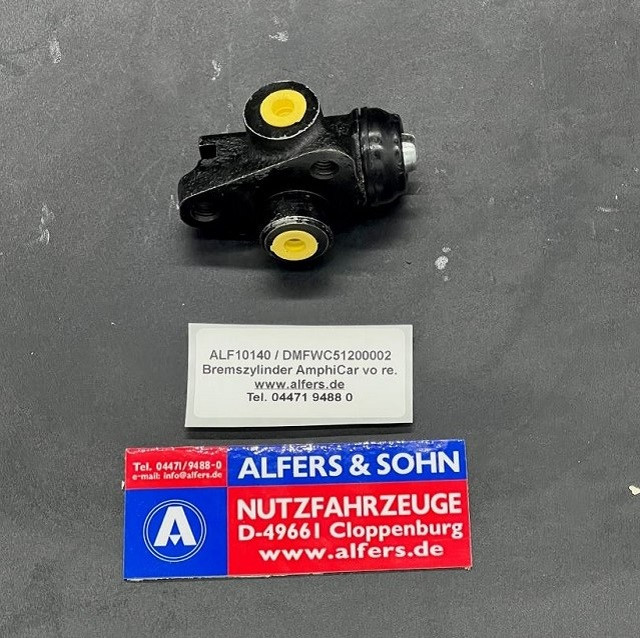 ALF10140 / DMFWC51200002
Bremszylinder AmphiCar vo re.
www.alfers.de
Tel. 04471 9488 0
Tel. 04471/9488-0
e-mail: info@alfers.de
ALFERS & SOHN
A
NUTZFAHRZEUGE
D-49661 Cloppenburg
www.alfers.de